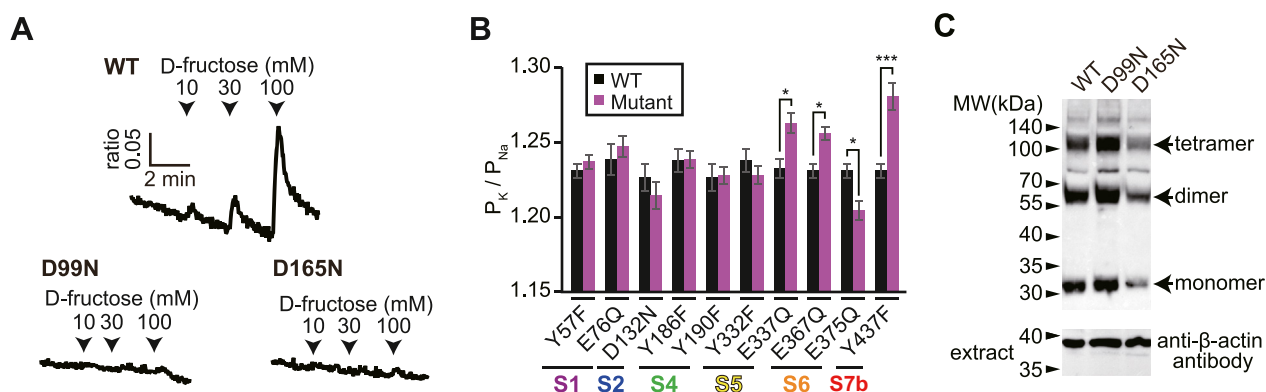 A
WT
D-fructose (mM)
10 30 100
ratio
0.05
2 min
D99N
D-fructose (mM)
10 30 100
D165N
D-fructose (mM)
10 30 100
B
1.30
1.25
1.20
1.15
PK / PNa
WT
Mutant
* * * ***
Y57F E76Q D132N Y186F Y190F Y332F E337Q E367Q E375Q Y437F
S1 S2 S4 S5 S6 S7b
C
WT D99N D165N
MW(kDa)
140
100
70
55
40
35
30
tetramer
dimer
monomer
40
35
extract
anti-β-actin
antibody